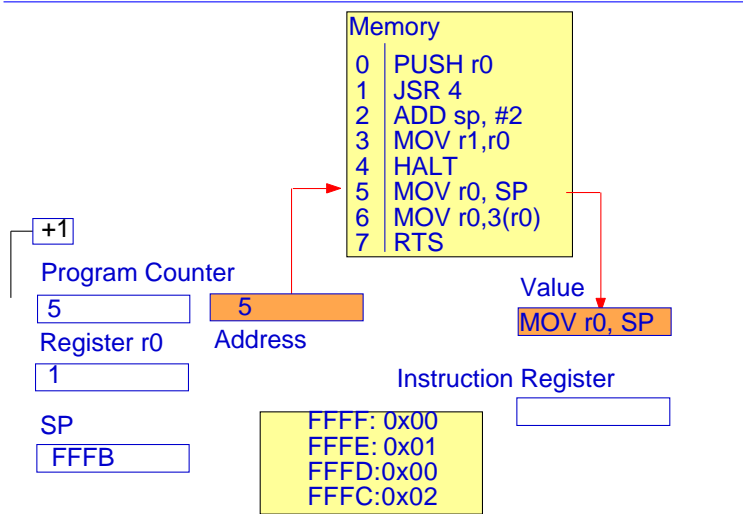 Memory
0 PUSH r0
1 JSR 4
2 ADD sp, #2
3 MOV r1,r0
4 HALT
5 MOV r0, SP
6 MOV r0,3(r0)
7 RTS
+1
Program Counter
5
5
Address
Value
MOV r0, SP
Register r0
1
Instruction Register
SP
FFFB
FFFF: 0x00
FFFE: 0x01
FFFD:0x00
FFFC:0x02